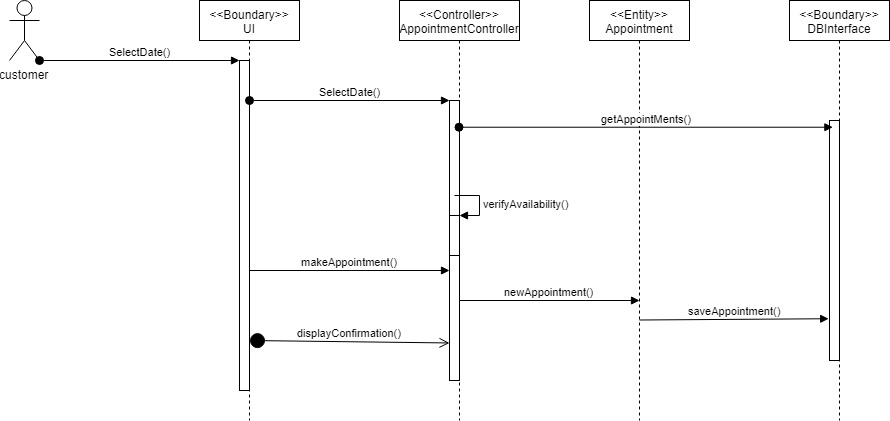 <<Boundary>>
UI
<<Controller>>
AppointmentController
<<Entity>>
Appointment
<<Boundary>>
DBInterface
customer
SelectDate()
SelectDate()
getAppointMents()
verifyAvailability()
makeAppointment()
newAppointment()
saveAppointment()
displayConfirmation()